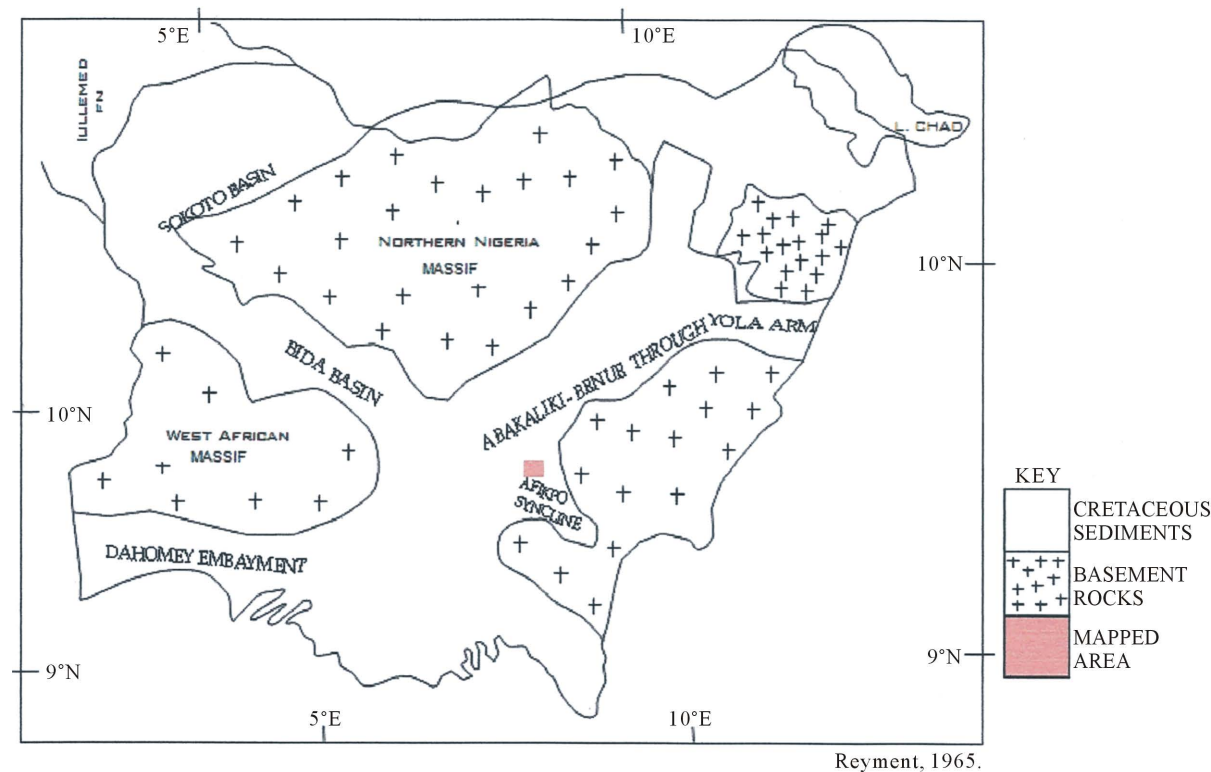 5°E
10°E
IULLEMED
FN
L. CHAD
SOKOTO BASIN
NORTHERN NIGERIA
MASSIF
10°N
YOLA ARM
ABAKALIKI - BENUE THROUGH
BIDA BASIN
10°N
WEST AFRICAN
MASSIF
AFIKPO
SYNCLINE
DAHOMEY EMBAYMENT
9°N
9°N
5°E
10°E
KEY
CRETACEOUS
SEDIMENTS
BASEMENT
ROCKS
MAPPED
AREA
Reyment, 1965.